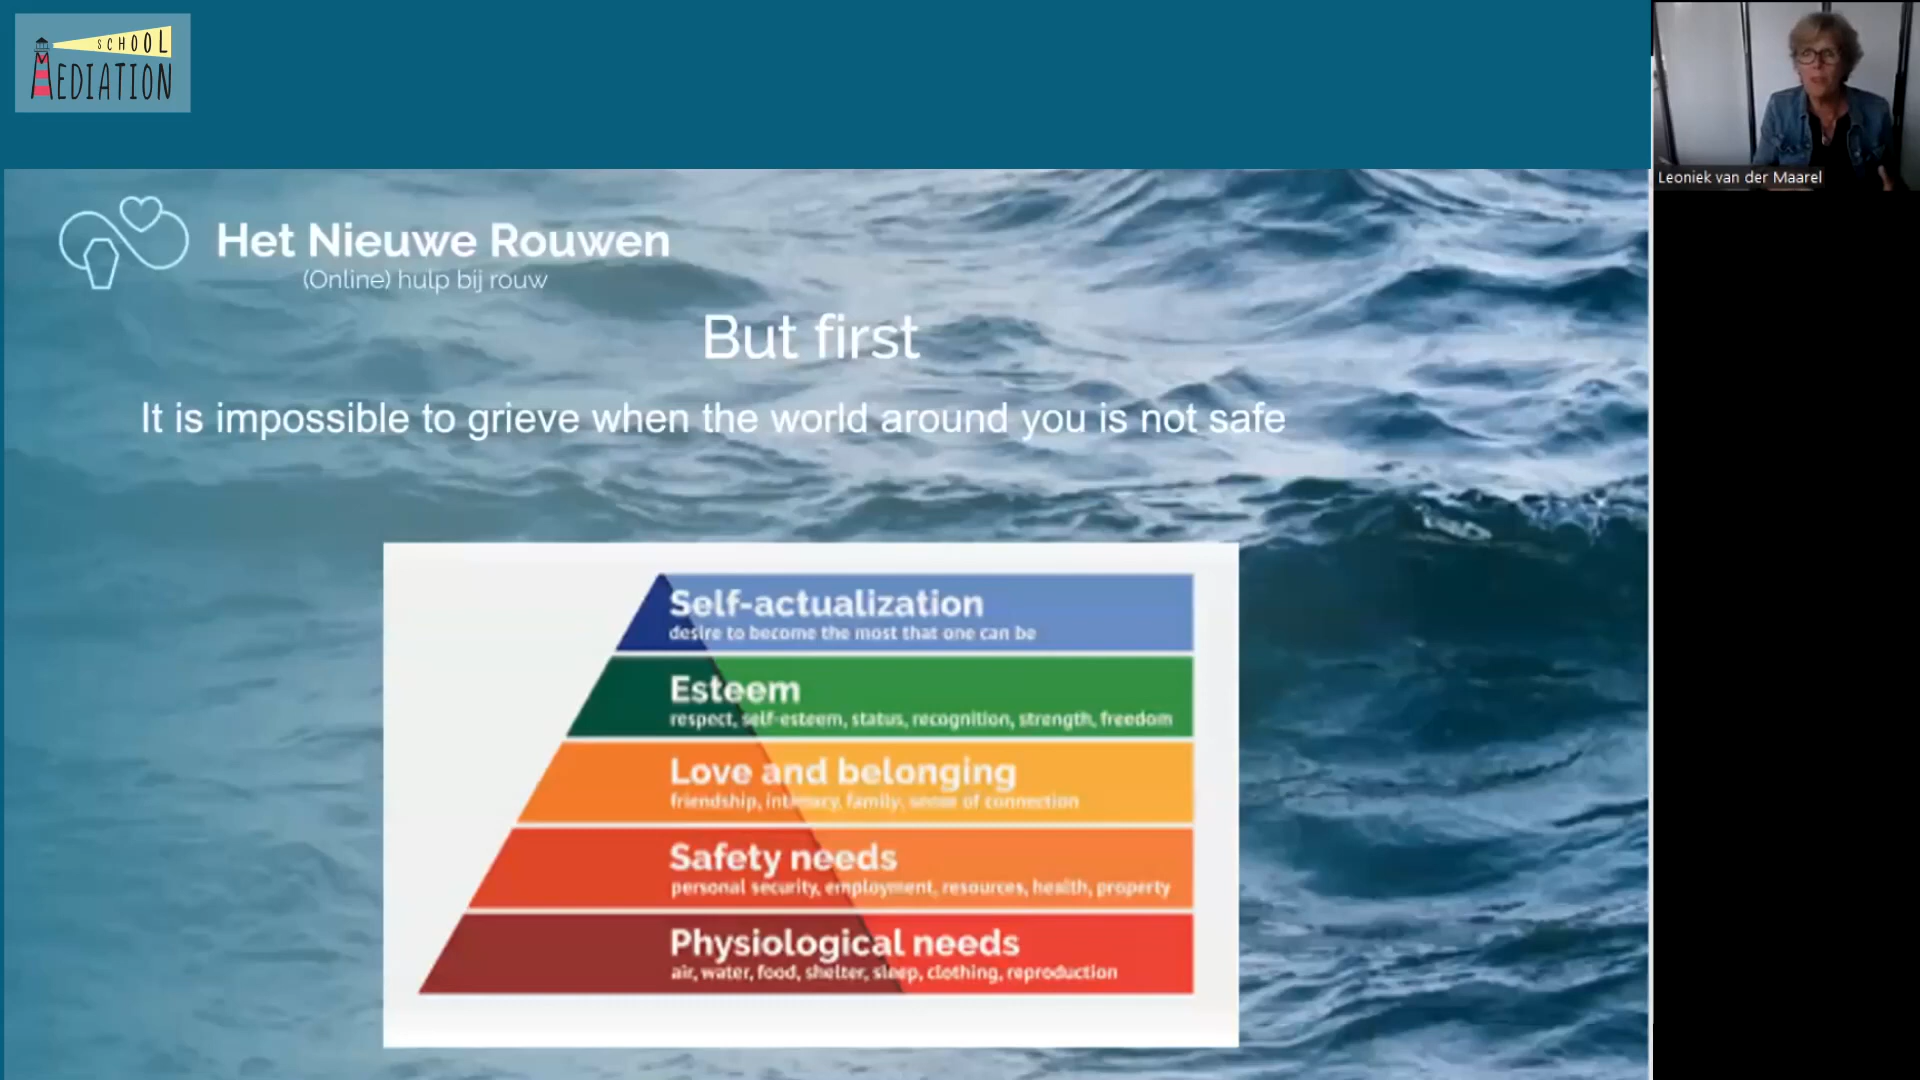 SCHOOL
MEDIATION
Leoniek van der Maarel
Het Nieuwe Rouwen
(Online) hulp bij rouw
But first
It is impossible to grieve when the world around you is not safe
Self-actualization
desire to become the most that one can be
Esteem
respect, self-esteem, status, recognition, strength, freedom
Love and belonging
friendship, intimacy, family, sense of connection
Safety needs
personal security, employment, resources, health, property
Physiological needs
air, water, food, shelter, sleep, clothing, reproduction